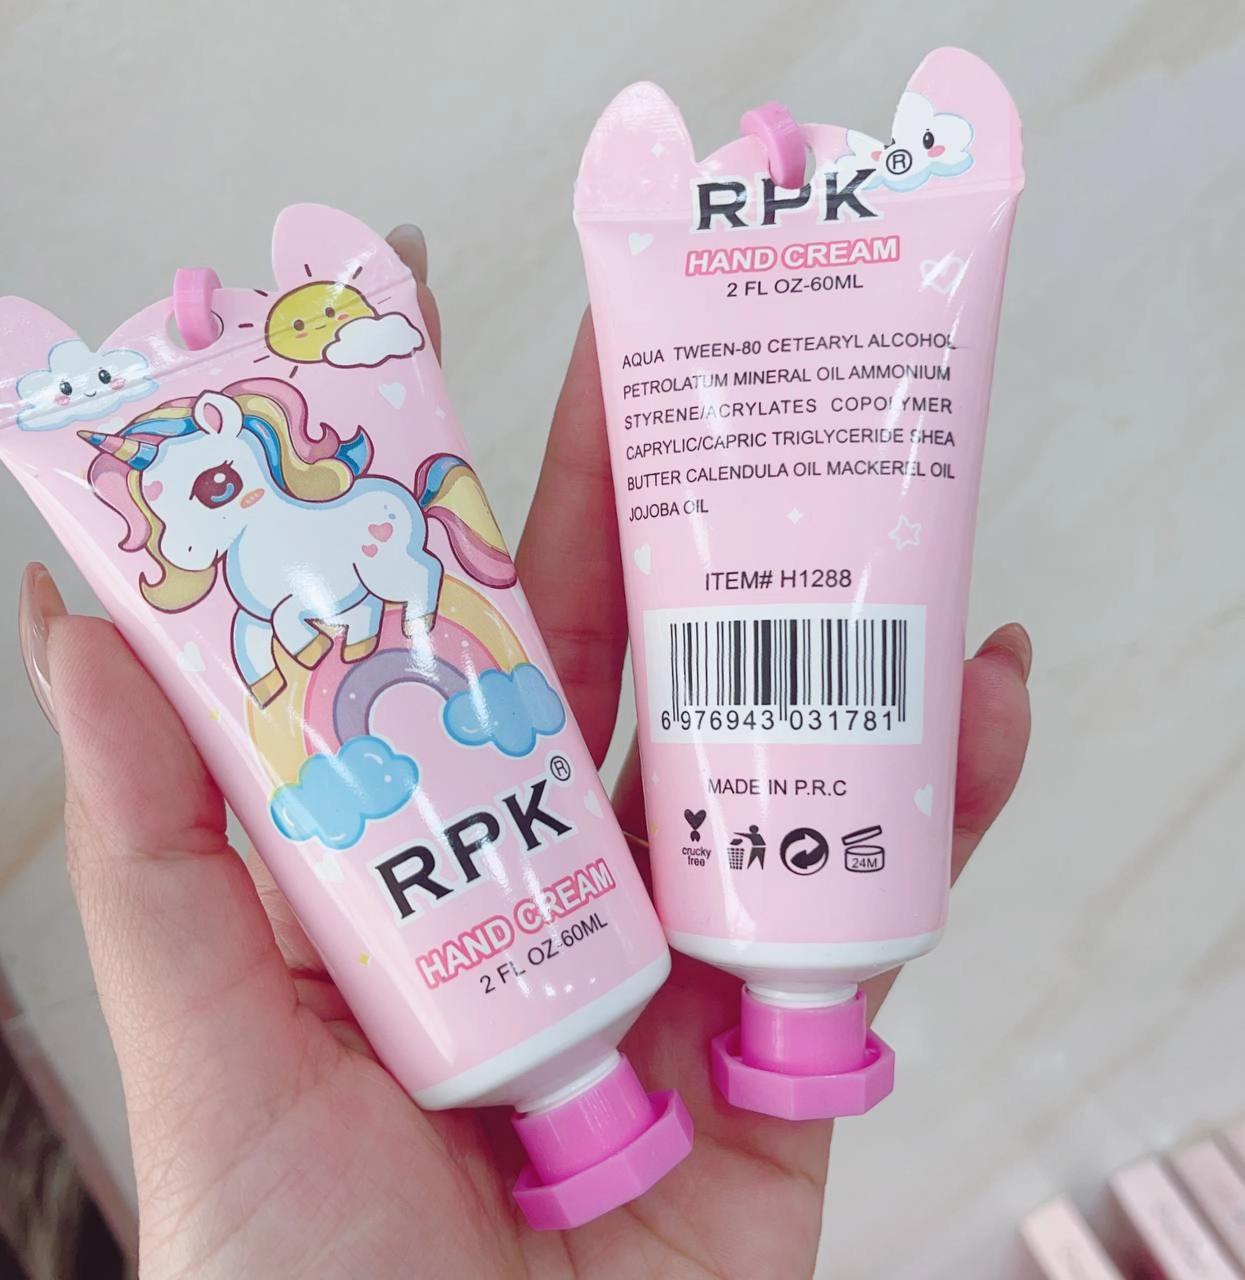 RPK®
HAND CREAM
2 FL OZ-60ML
RPK®
HAND CREAM
2 FL OZ-60ML
AQUA TWEEN-80 CETEARYL ALCOHOL
PETROLATUM MINERAL OIL AMMONIUM
STYRENE/ACRYLATES COPOLYMER
CAPRYLIC/CAPRIC TRIGLYCERIDE SHEA
BUTTER CALENDULA OIL MACKEREL OIL
JOJOBA OIL
ITEM# H1288
6 976943 031781
MADE IN P.R.C
crucky
free
24M